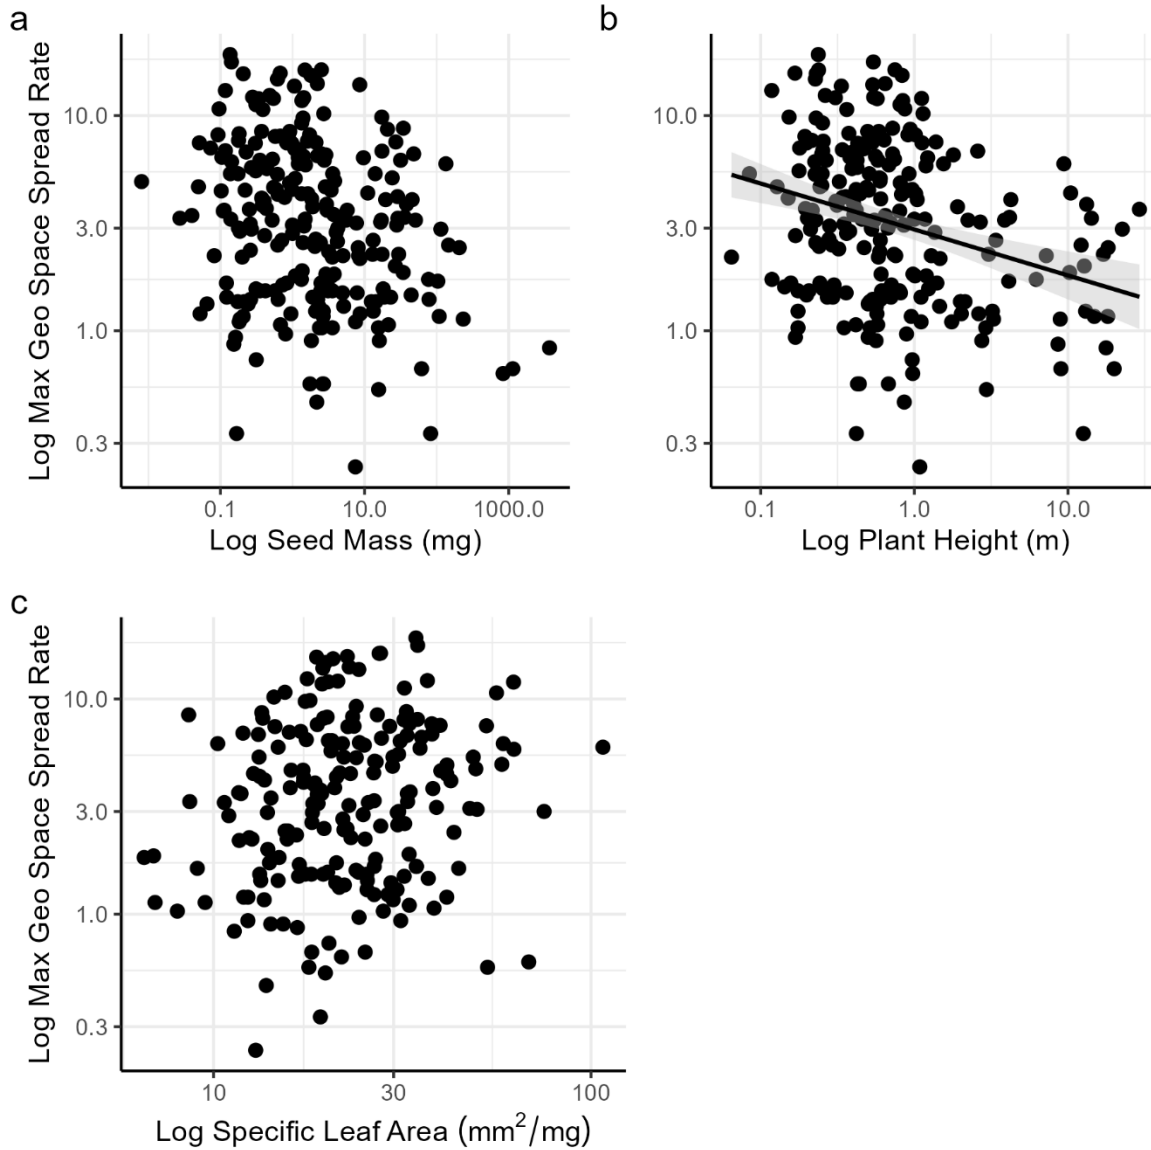 a
Log Max Geo Space Spread Rate
10.0
3.0
1.0
0.3
0.1 10.0 1000.0
Log Seed Mass (mg)
b
10.0
3.0
1.0
0.3
0.1 1.0 10.0
Log Plant Height (m)
c
Log Max Geo Space Spread Rate
10.0
3.0
1.0
0.3
10 30 100
Log Specific Leaf Area (mm²/mg)